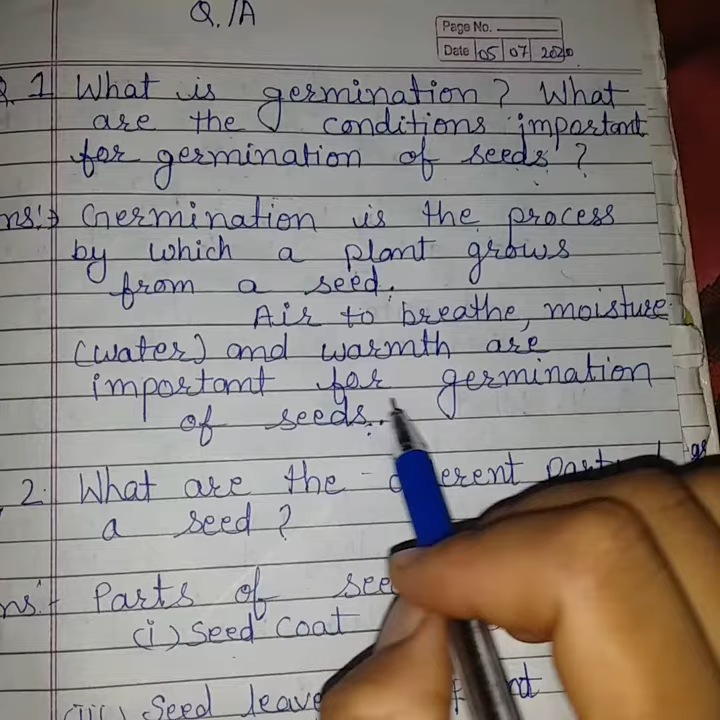 Q./A
Page No.
Date 05 07 2020
Q.1 What is germination? What
are the conditions important
for germination of seeds?
Ans:→ Germination is the process
by which a plant grows
from a seed.
Air to breathe, moisture
(water) and warmth are
important for germination
of seeds.
2. What are the
a seed?
Ans:- Parts of
(i) Seed Coat
(iii) Seed